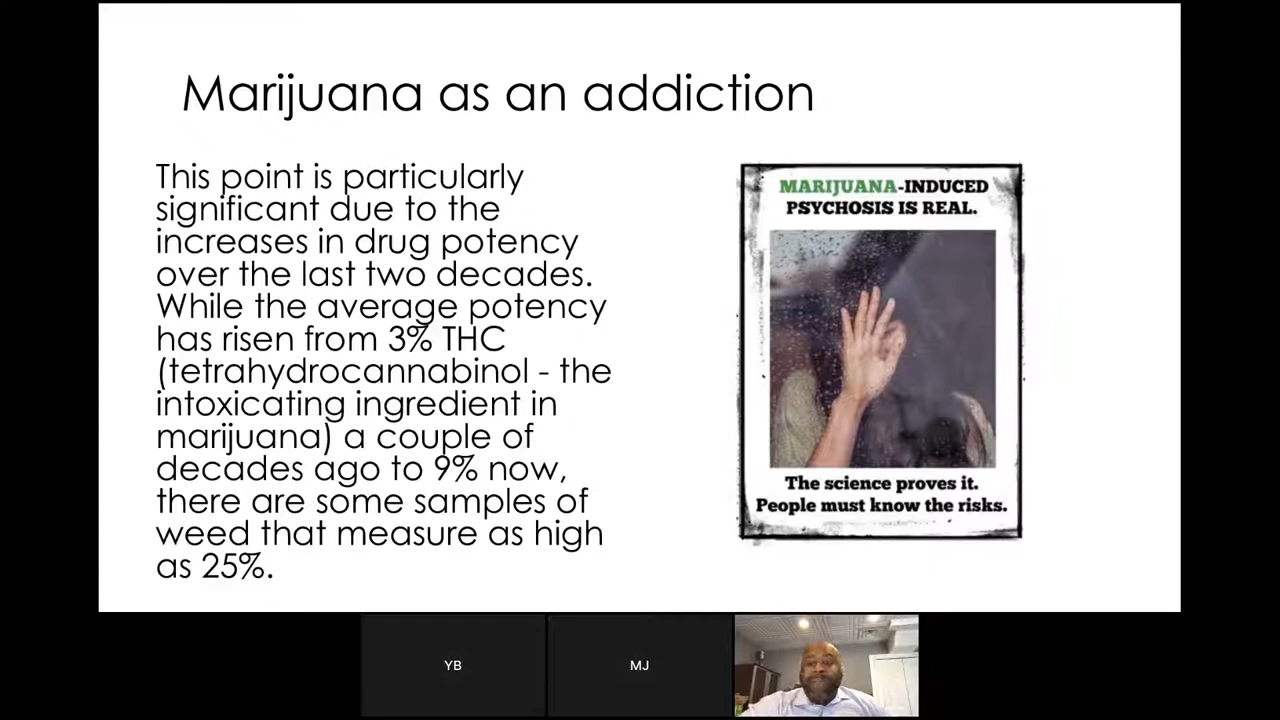 Marijuana as an addiction
This point is particularly
significant due to the
increases in drug potency
over the last two decades.
While the average potency
has risen from 3% THC
(tetrahydrocannabinol - the
intoxicating ingredient in
marijuana) a couple of
decades ago to 9% now,
there are some samples of
weed that measure as high
as 25%.
MARIJUANA-INDUCED
PSYCHOSIS IS REAL.
The science proves it.
People must know the risks.
YB
MJ